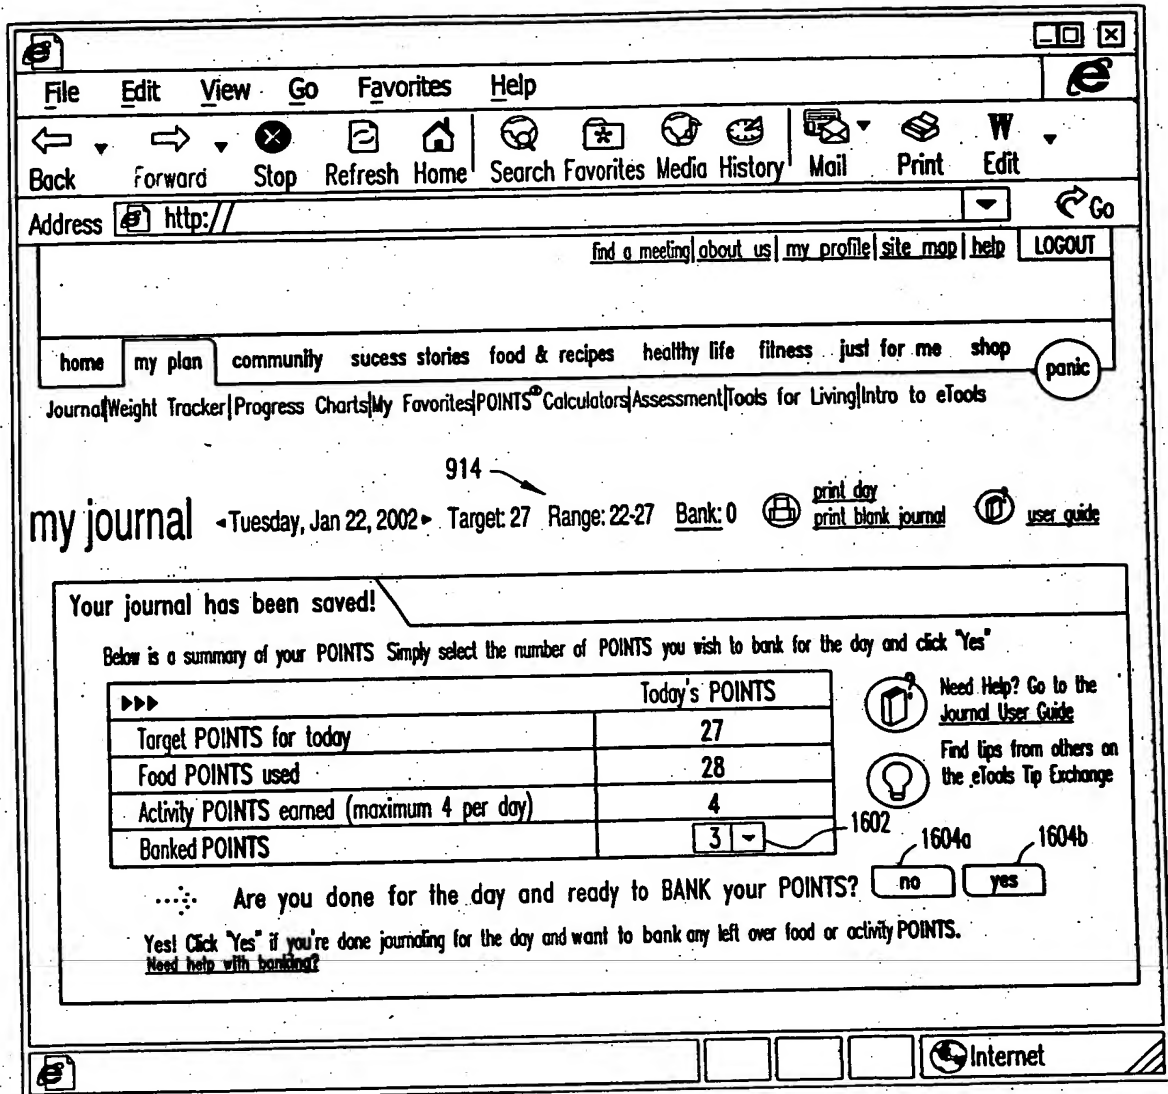 File Edit View Go Favorites Help
Back Forward Stop Refresh Home Search Favorites Media History Mail Print W Edit
Address http:// Go
find a meeting|about us|my profile|site map|help LOGOUT
home my plan community sucess stories food & recipes healthy life fitness just for me shop panic
Journal|Weight Tracker|Progress Charts|My Favorites|POINTS® Calculators|Assessment|Tools for Living|Intro to eTools
914
my journal Tuesday, Jan 22, 2002 Target: 27 Range: 22-27 Bank: 0 print day
print blank journal user guide
Your journal has been saved!
Below is a summary of your POINTS Simply select the number of POINTS you wish to bank for the day and click "Yes"
Today's POINTS
Target POINTS for today 27
Food POINTS used 28
Activity POINTS earned (maximum 4 per day) 4
Banked POINTS 3
Need Help? Go to the
Journal User Guide
Find tips from others on
the eTools Tip Exchange
1602 1604a 1604b
Are you done for the day and ready to BANK your POINTS? no yes
Yes! Click "Yes" if you're done journaling for the day and want to bank any left over food or activity POINTS.
Need help with banking?
Internet